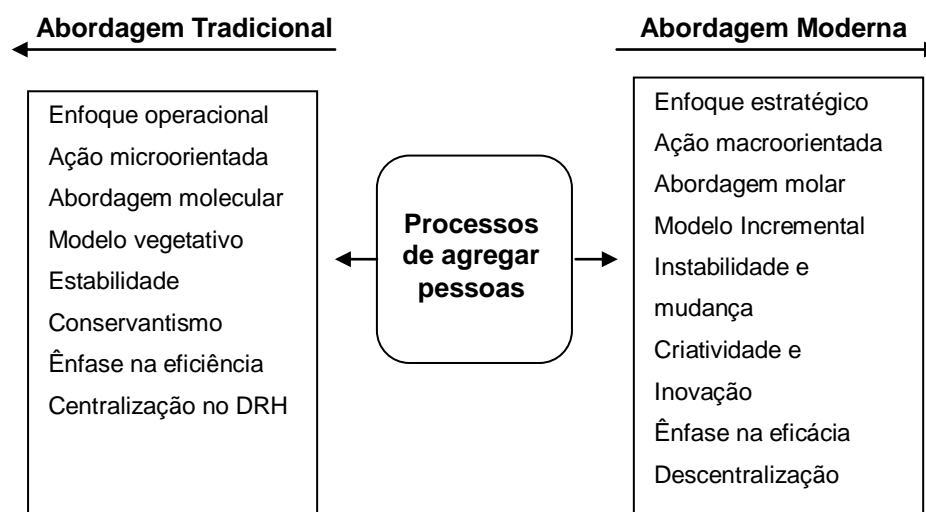 Abordagem Tradicional
Enfoque operacional
Ação microorientada
Abordagem molecular
Modelo vegetativo
Estabilidade
Conservantismo
Ênfase na eficiência
Centralização no DRH
Processos
de agregar
pessoas
Abordagem Moderna
Enfoque estratégico
Ação macroorientada
Abordagem molar
Modelo Incremental
Instabilidade e
mudança
Criatividade e
Inovação
Ênfase na eficácia
Descentralização